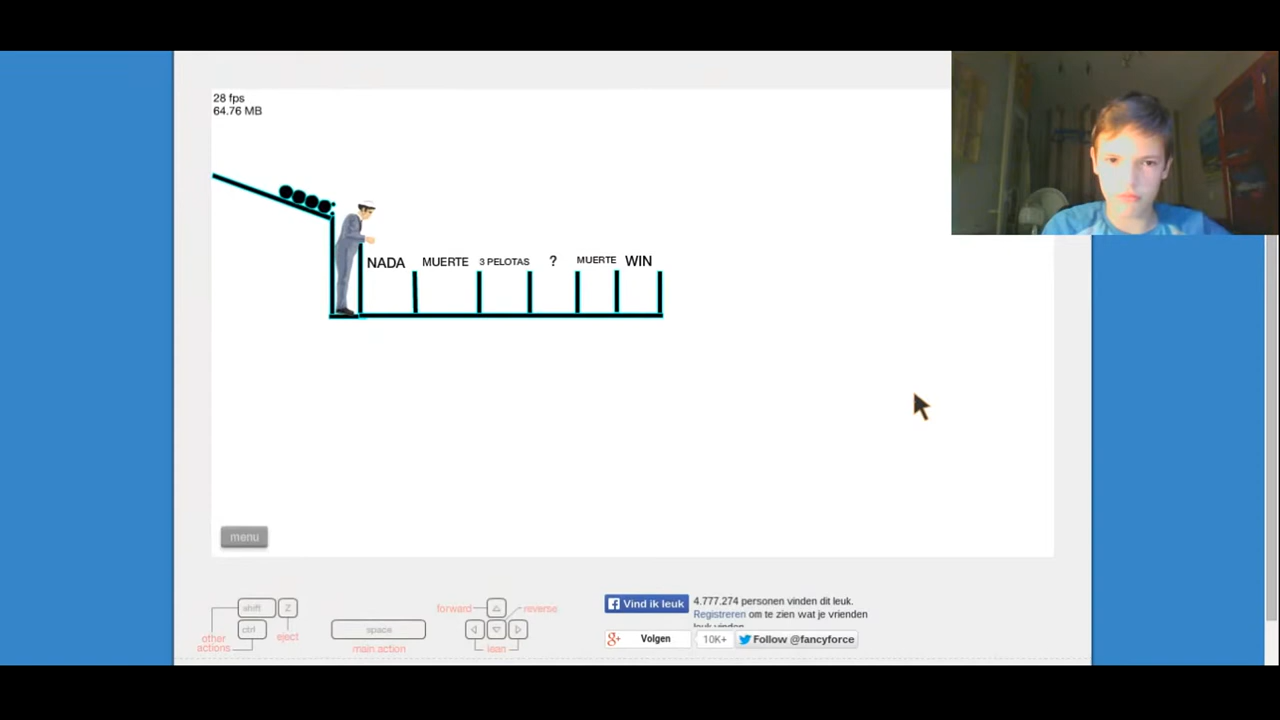 28 fps
64.76 MB
NADA
MUERTE
3 PELOTAS
?
MUERTE
WIN
menu
shift
Z
ctrl
other
actions
eject
space
main action
forward
reverse
lean
Vind ik leuk
4.777.274 personen vinden dit leuk.
Registreren om te zien wat je vrienden
leuk vinden.
Volgen
10K+
Follow @fancyforce